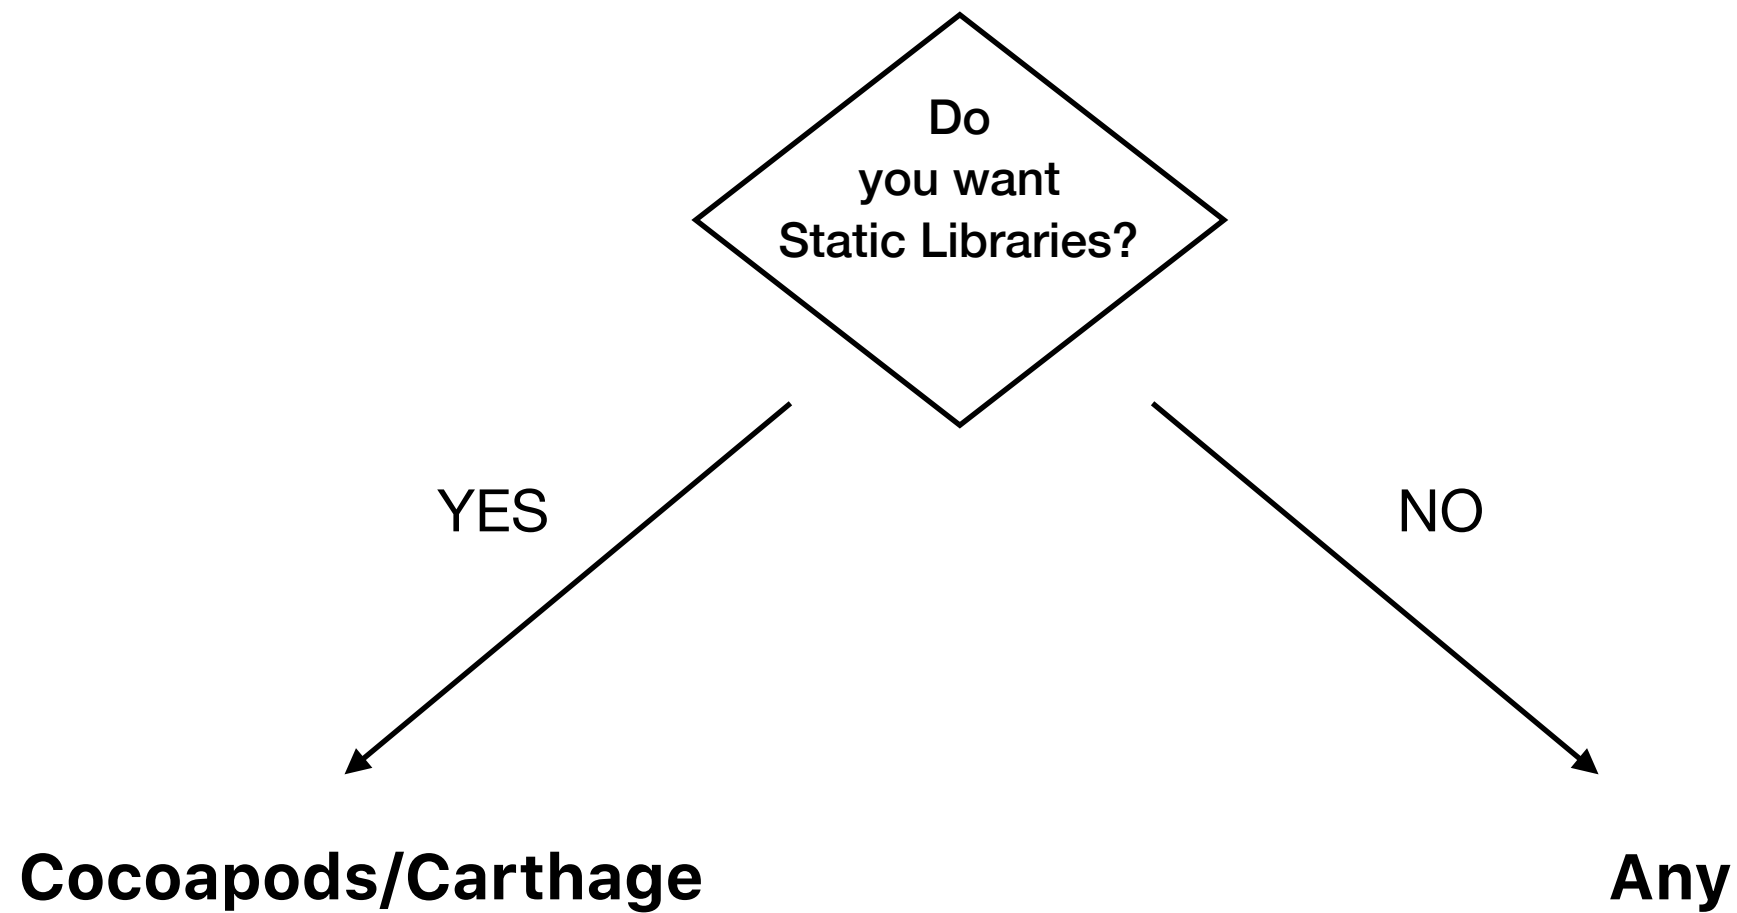 Do
you want
Static Libraries?
YES
NO
Cocoapods/Carthage
Any